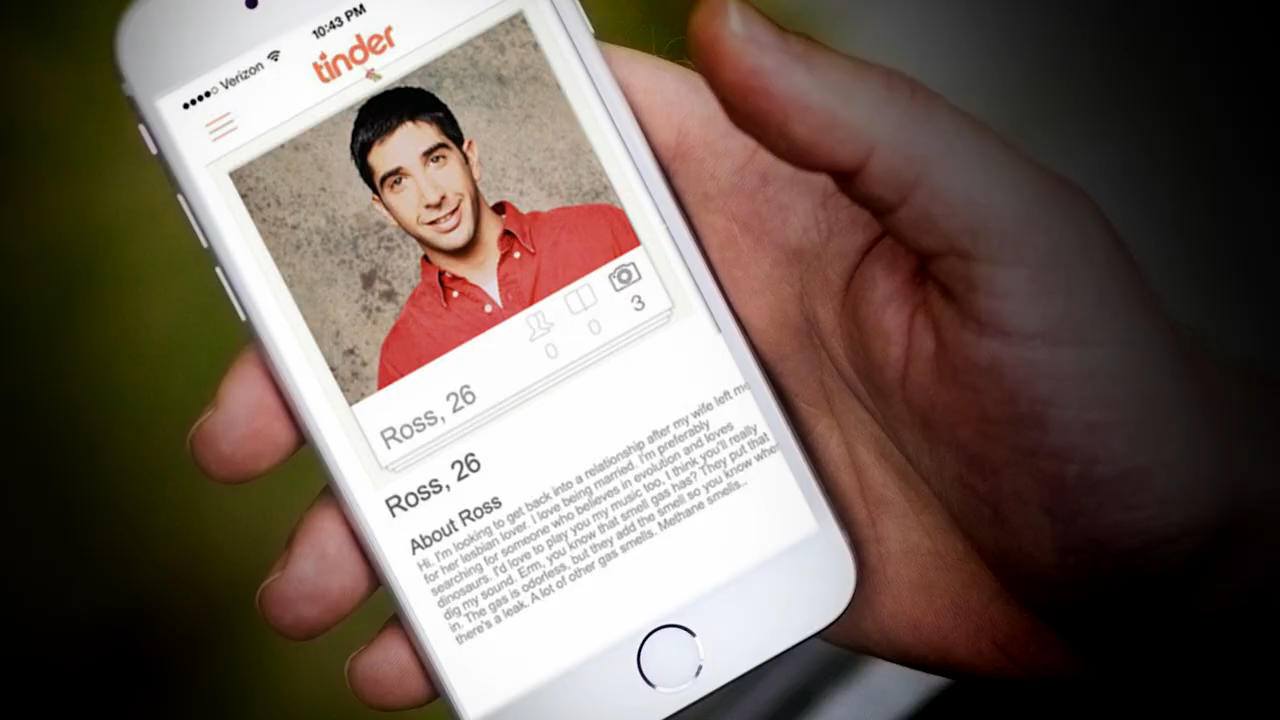 ●●●●○ Verizon 10:43 PM
tinder
0 0 3
Ross, 26
Ross, 26
About Ross
Hi. I'm looking to get back into a relationship after my wife left me
for her lesbian lover. I love being married. I'm preferably
searching for someone who believes in evolution and loves
dinosaurs. I'd love to play you my music too, I think you'll really
dig my sound. Erm, you know that smell gas has? They put that
in. The gas is odorless, but they add the smell so you know when
there's a leak. A lot of other gas smells. Methane smells..